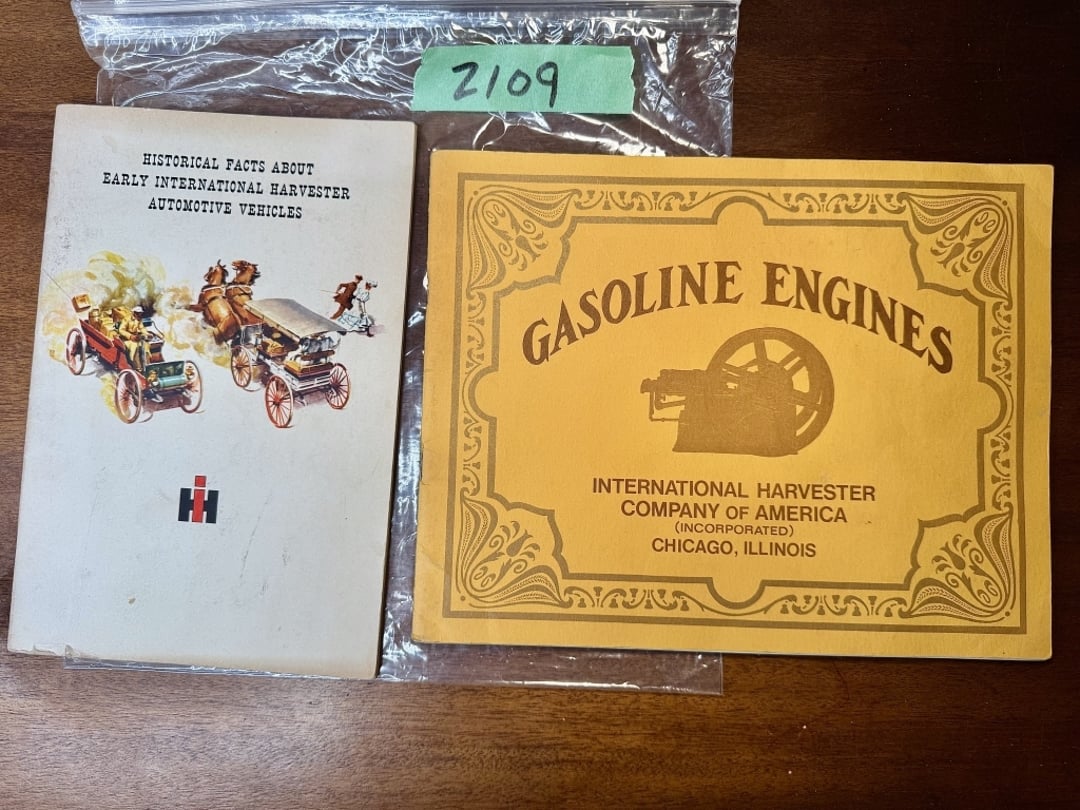 2109
HISTORICAL FACTS ABOUT
EARLY INTERNATIONAL HARVESTER
AUTOMOTIVE VEHICLES
IH
GASOLINE ENGINES
INTERNATIONAL HARVESTER
COMPANY OF AMERICA
(INCORPORATED)
CHICAGO, ILLINOIS